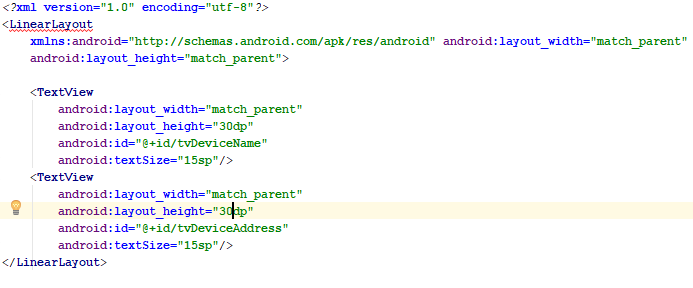 <?xml version="1.0" encoding="utf-8"?>
<LinearLayout
xmlns:android="http://schemas.android.com/apk/res/android" android:layout_width="match_parent"
android:layout_height="match_parent">
<TextView
android:layout_width="match_parent"
android:layout_height="30dp"
android:id="@+id/tvDeviceName"
android:textSize="15sp"/>
<TextView
android:layout_width="match_parent"
android:layout_height="30dp"
android:id="@+id/tvDeviceAddress"
android:textSize="15sp"/>
</LinearLayout>